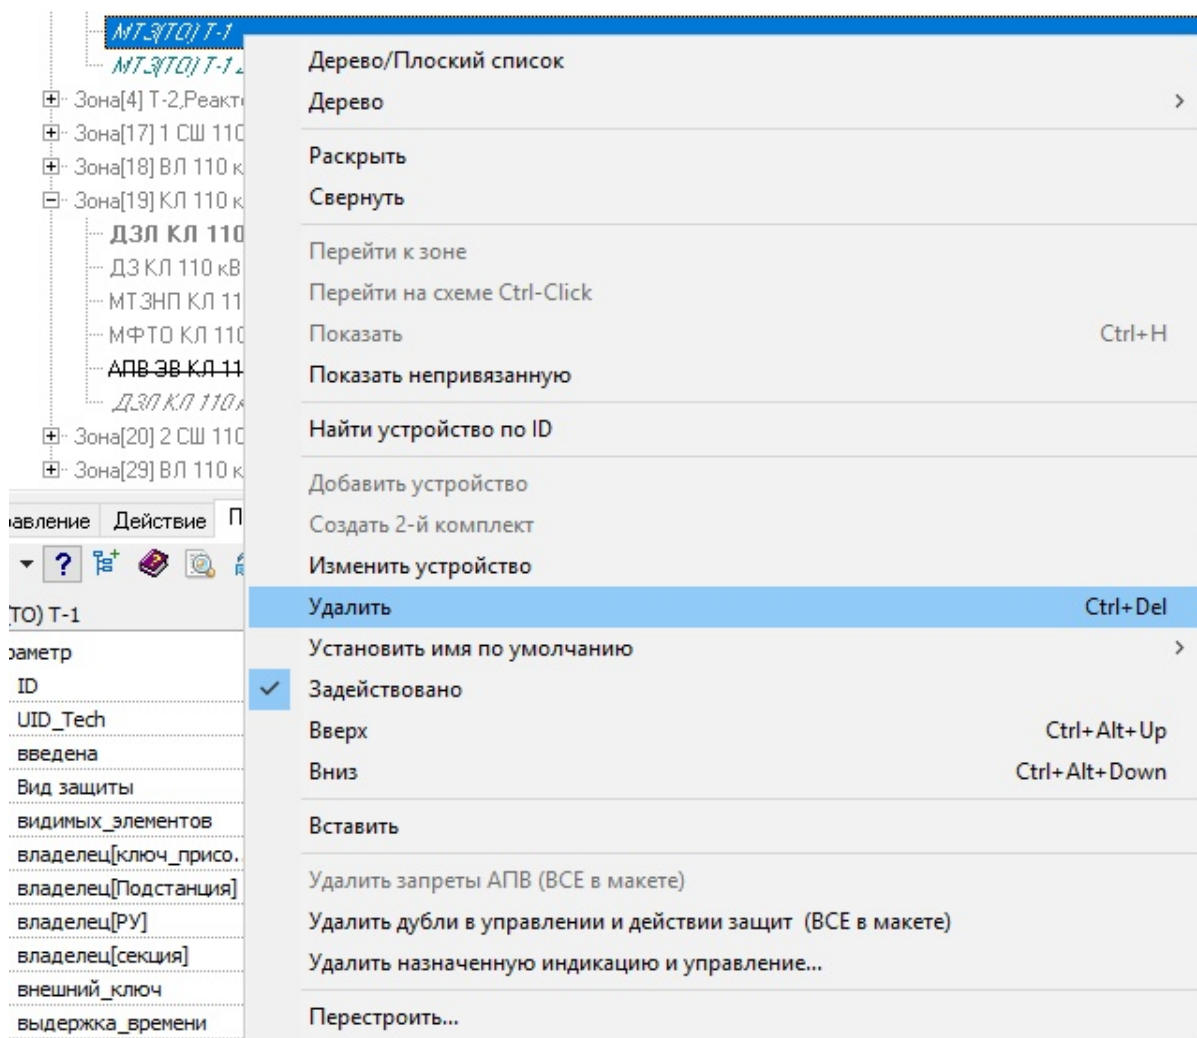 МТЗ(ТО) Т-1
МТЗ(ТО) Т-1
Зона[4] Т-2,Реакт
Зона[17] 1 СШ 110
Зона[18] ВЛ 110 к
Зона[19] КЛ 110 к
ДЗЛ КЛ 110
ДЗ КЛ 110 кВ
МТЗНП КЛ 11
МФТО КЛ 110
АПВ ЭВ КЛ 11
ДЗЛ КЛ 110
Зона[20] 2 СШ 110
Зона[29] ВЛ 110 к
авление Действие П
?
ТО) Т-1
раметр
ID
UID_Tech
введена
Вид защиты
видимых_элементов
владелец[ключ_присо..
владелец[Подстанция]
владелец[РУ]
владелец[секция]
внешний_ключ
выдержка_времени
Дерево/Плоский список
Дерево
Раскрыть
Свернуть
Перейти к зоне
Перейти на схеме Ctrl-Click
Показать Ctrl+H
Показать непривязанную
Найти устройство по ID
Добавить устройство
Создать 2-й комплект
Изменить устройство
Удалить Ctrl+Del
Установить имя по умолчанию
Задействовано
Вверх Ctrl+Alt+Up
Вниз Ctrl+Alt+Down
Вставить
Удалить запреты АПВ (ВСЕ в макете)
Удалить дубли в управлении и действии защит (ВСЕ в макете)
Удалить назначенную индикацию и управление...
Перестроить...